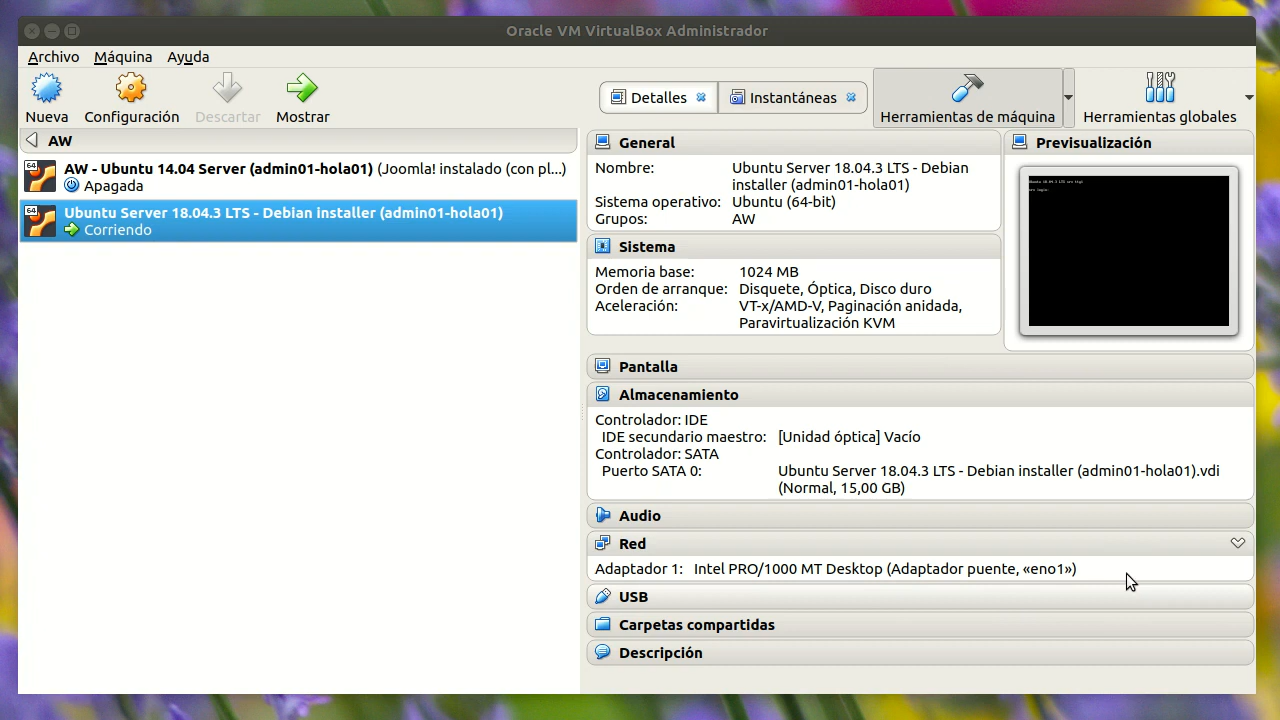 Oracle VM VirtualBox Administrador
Archivo Máquina Ayuda
Nueva Configuración Descartar Mostrar
Detalles Instantáneas Herramientas de máquina Herramientas globales
AW
64 AW - Ubuntu 14.04 Server (admin01-hola01) (Joomla! instalado (con pl...)
Apagada
64 Ubuntu Server 18.04.3 LTS - Debian installer (admin01-hola01)
Corriendo
General
Nombre: Ubuntu Server 18.04.3 LTS - Debian
installer (admin01-hola01)
Sistema operativo: Ubuntu (64-bit)
Grupos: AW
Sistema
Memoria base: 1024 MB
Orden de arranque: Disquete, Óptica, Disco duro
Aceleración: VT-x/AMD-V, Paginación anidada,
Paravirtualización KVM
Previsualización
Pantalla
Almacenamiento
Controlador: IDE
IDE secundario maestro: [Unidad óptica] Vacío
Controlador: SATA
Puerto SATA 0: Ubuntu Server 18.04.3 LTS - Debian installer (admin01-hola01).vdi
(Normal, 15,00 GB)
Audio
Red
Adaptador 1: Intel PRO/1000 MT Desktop (Adaptador puente, «eno1»)
USB
Carpetas compartidas
Descripción